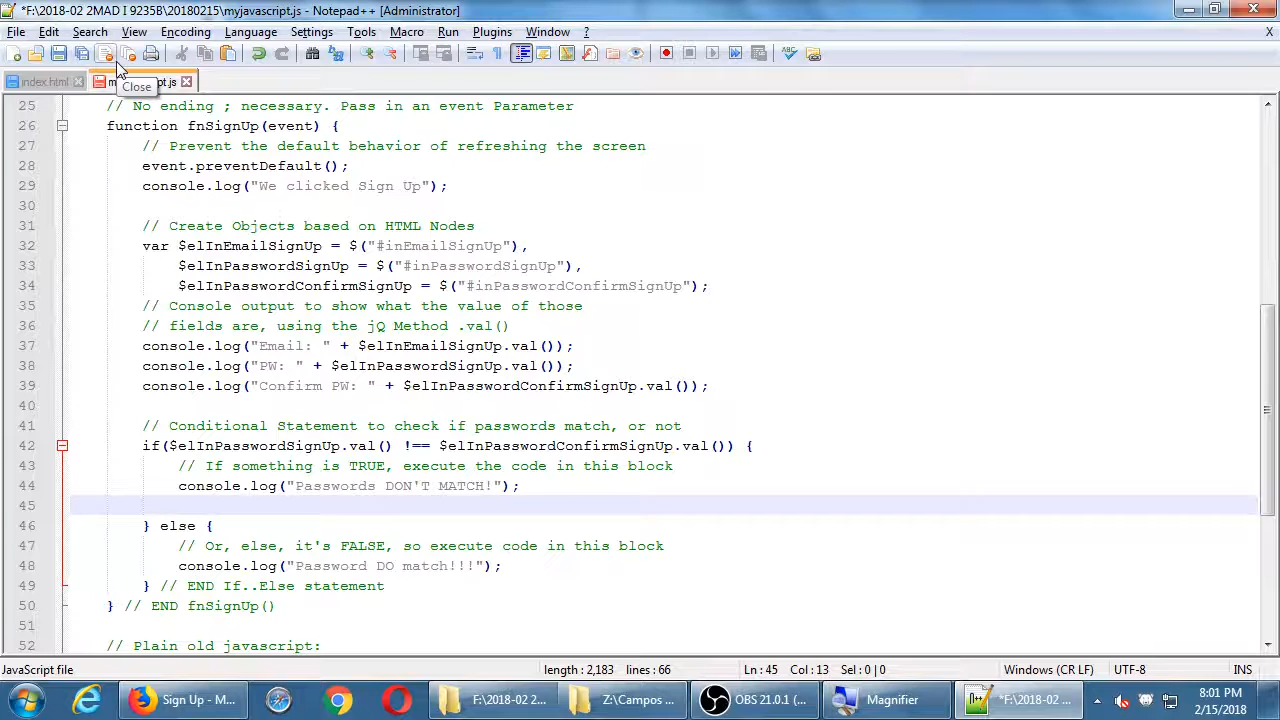 *F:\2018-02 2MAD I 9235B\20180215\myjavascript.js - Notepad++ [Administrator]
File Edit Search View Encoding Language Settings Tools Macro Run Plugins Window ? X
index.html pt.js
Close
25 // No ending ; necessary. Pass in an event Parameter
26 function fnSignUp(event) {
27 // Prevent the default behavior of refreshing the screen
28 event.preventDefault();
29 console.log("We clicked Sign Up");
30
31 // Create Objects based on HTML Nodes
32 var $elInEmailSignUp = $("#inEmailSignUp"),
33 $elInPasswordSignUp = $("#inPasswordSignUp"),
34 $elInPasswordConfirmSignUp = $("#inPasswordConfirmSignUp");
35 // Console output to show what the value of those
36 // fields are, using the jQ Method .val()
37 console.log("Email: " + $elInEmailSignUp.val());
38 console.log("PW: " + $elInPasswordSignUp.val());
39 console.log("Confirm PW: " + $elInPasswordConfirmSignUp.val());
40
41 // Conditional Statement to check if passwords match, or not
42 if($elInPasswordSignUp.val() !== $elInPasswordConfirmSignUp.val()) {
43 // If something is TRUE, execute the code in this block
44 console.log("Passwords DON'T MATCH!");
45
46 } else {
47 // Or, else, it's FALSE, so execute code in this block
48 console.log("Password DO match!!!");
49 } // END If..Else statement
50 } // END fnSignUp()
51
52 // Plain old javascript:
JavaScript file length : 2,183 lines : 66 Ln : 45 Col : 13 Sel : 0 | 0 Windows (CR LF) UTF-8 INS
Sign Up - M... F:\2018-02 2... Z:\Campos ... OBS 21.0.1 (... Magnifier *F:\2018-02 ... 8:01 PM
2/15/2018